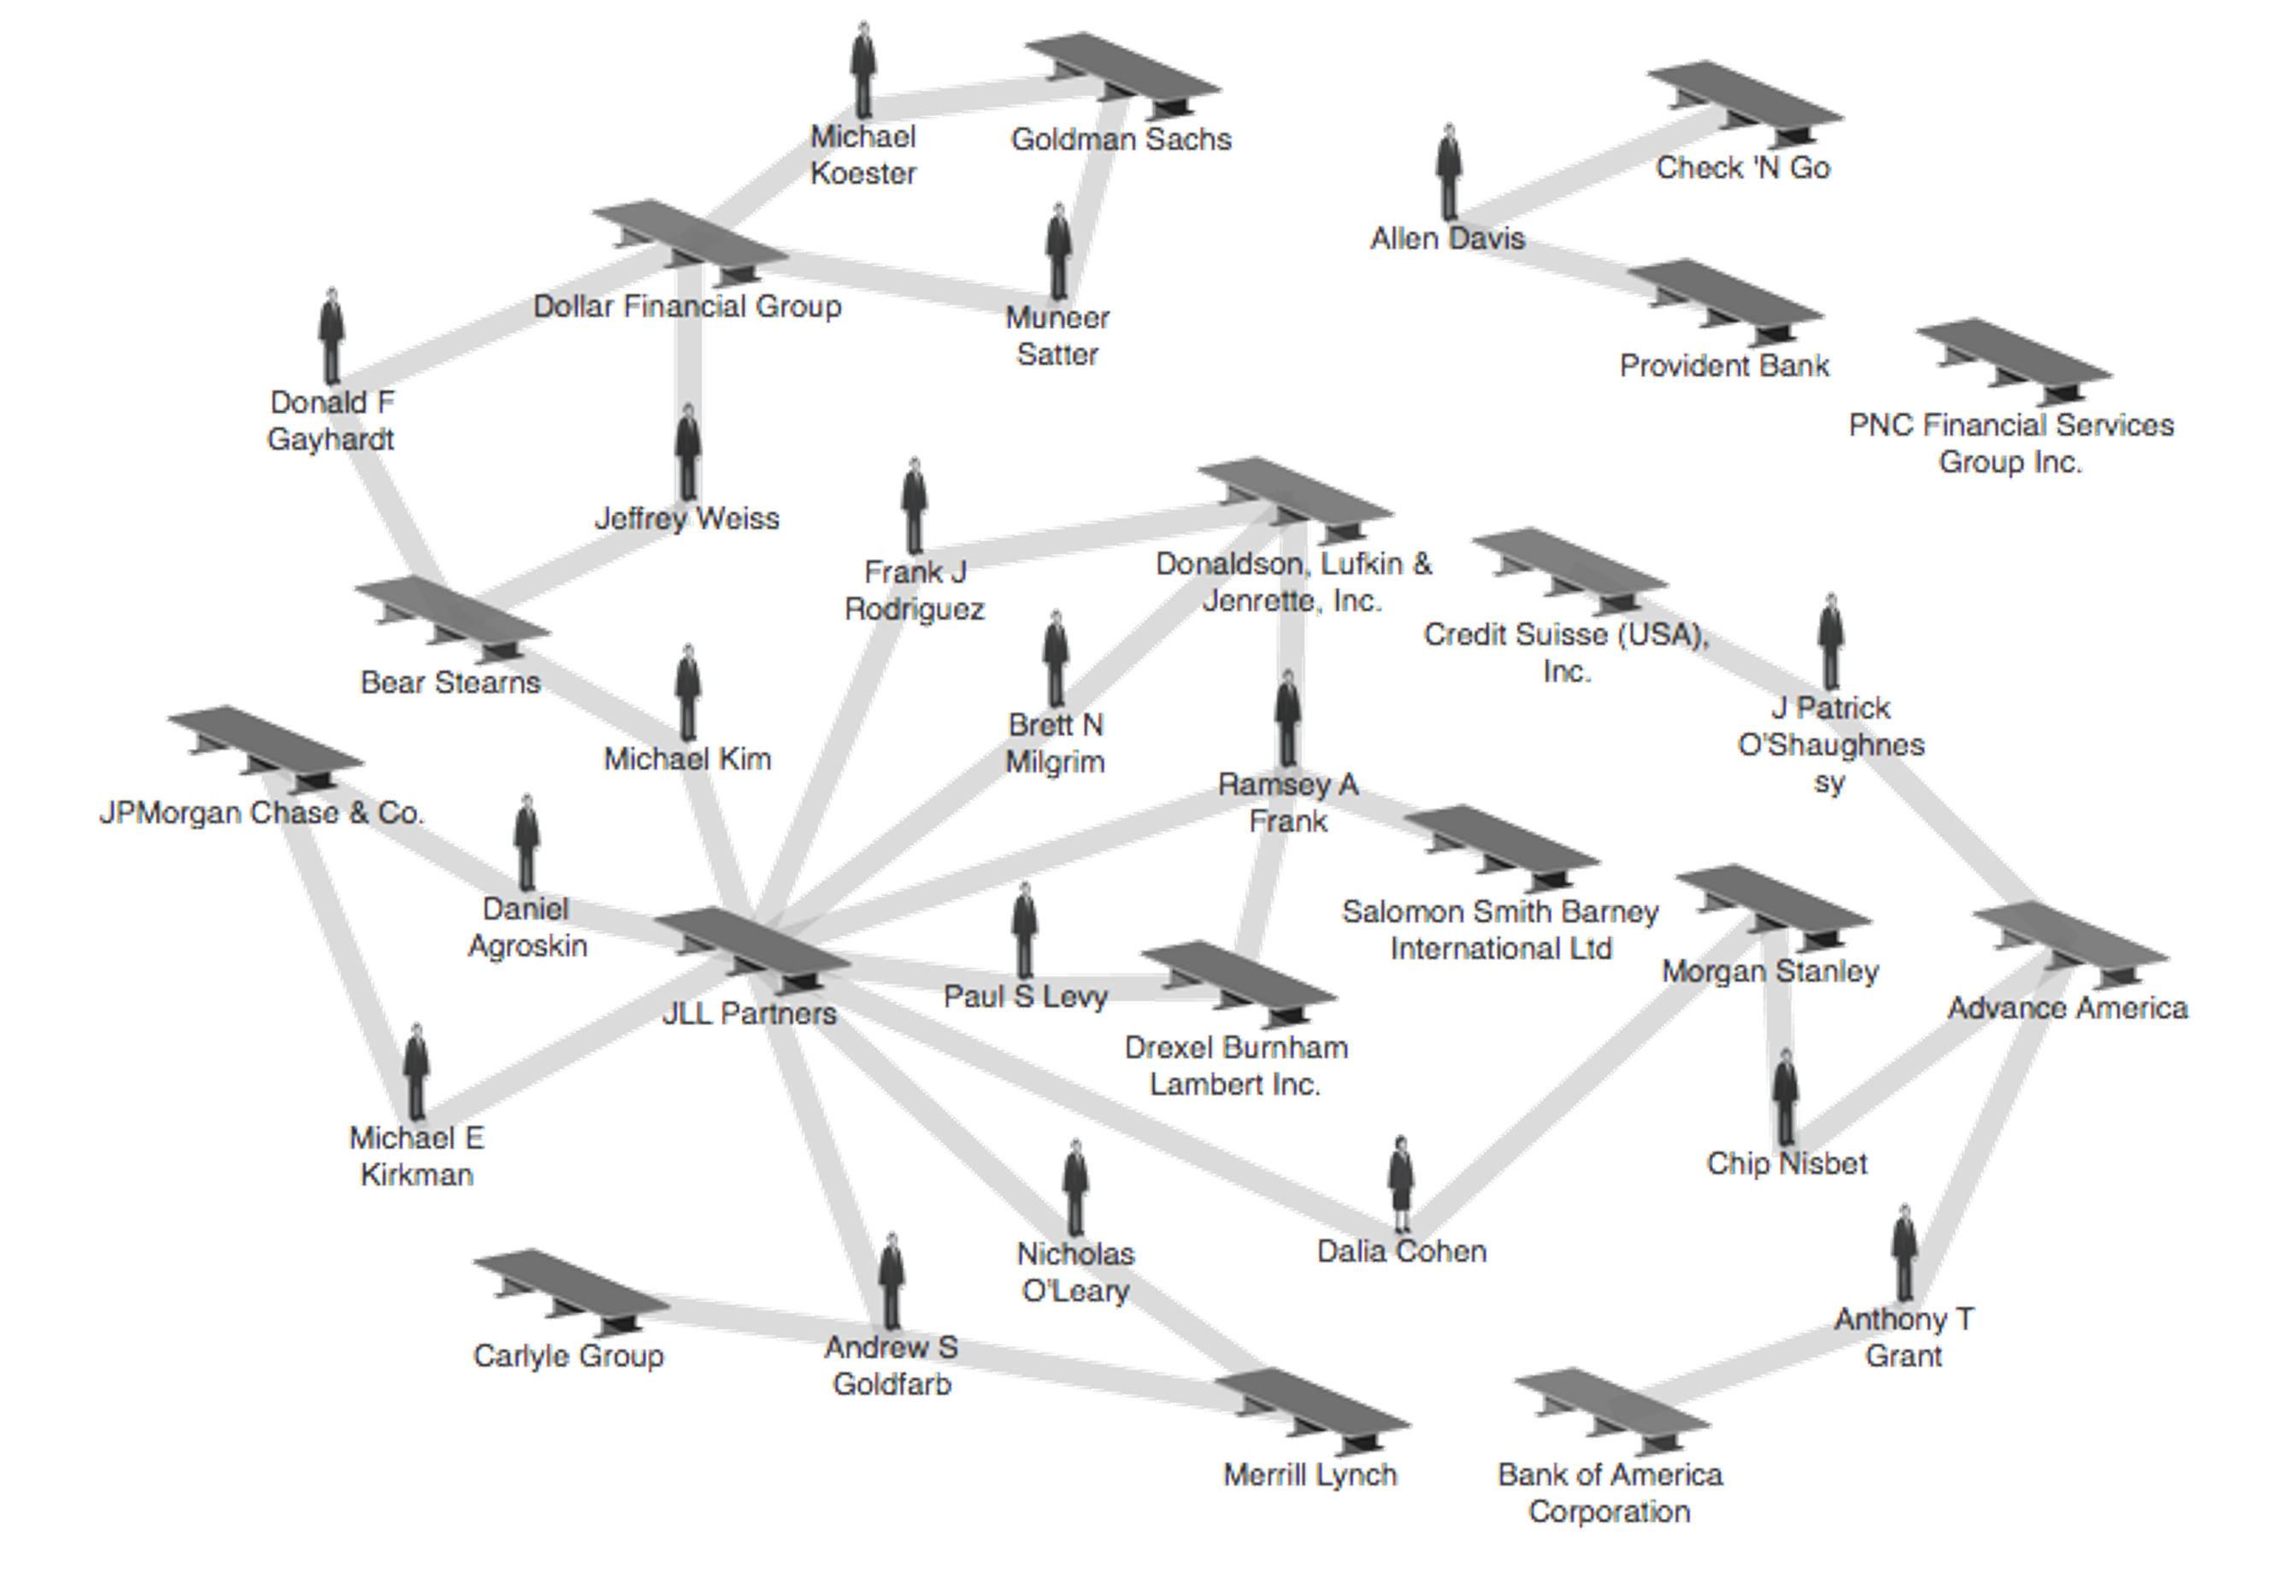 Michael
Koester
Goldman Sachs
Check 'N Go
Allen Davis
Dollar Financial Group
Muneer
Satter
Provident Bank
Donald F
Gayhardt
PNC Financial Services
Group Inc.
Jeffrey Weiss
Frank J
Rodriguez
Donaldson, Lufkin &
Jenrette, Inc.
Credit Suisse (USA),
Inc.
Bear Stearns
Michael Kim
Brett N
Milgrim
Ramsey A
Frank
J Patrick
O'Shaughnes
sy
JPMorgan Chase & Co.
Daniel
Agroskin
Salomon Smith Barney
International Ltd
Morgan Stanley
JLL Partners
Paul S Levy
Advance America
Drexel Burnham
Lambert Inc.
Michael E
Kirkman
Chip Nisbet
Nicholas
O'Leary
Dalia Cohen
Carlyle Group
Andrew S
Goldfarb
Anthony T
Grant
Merrill Lynch
Bank of America
Corporation